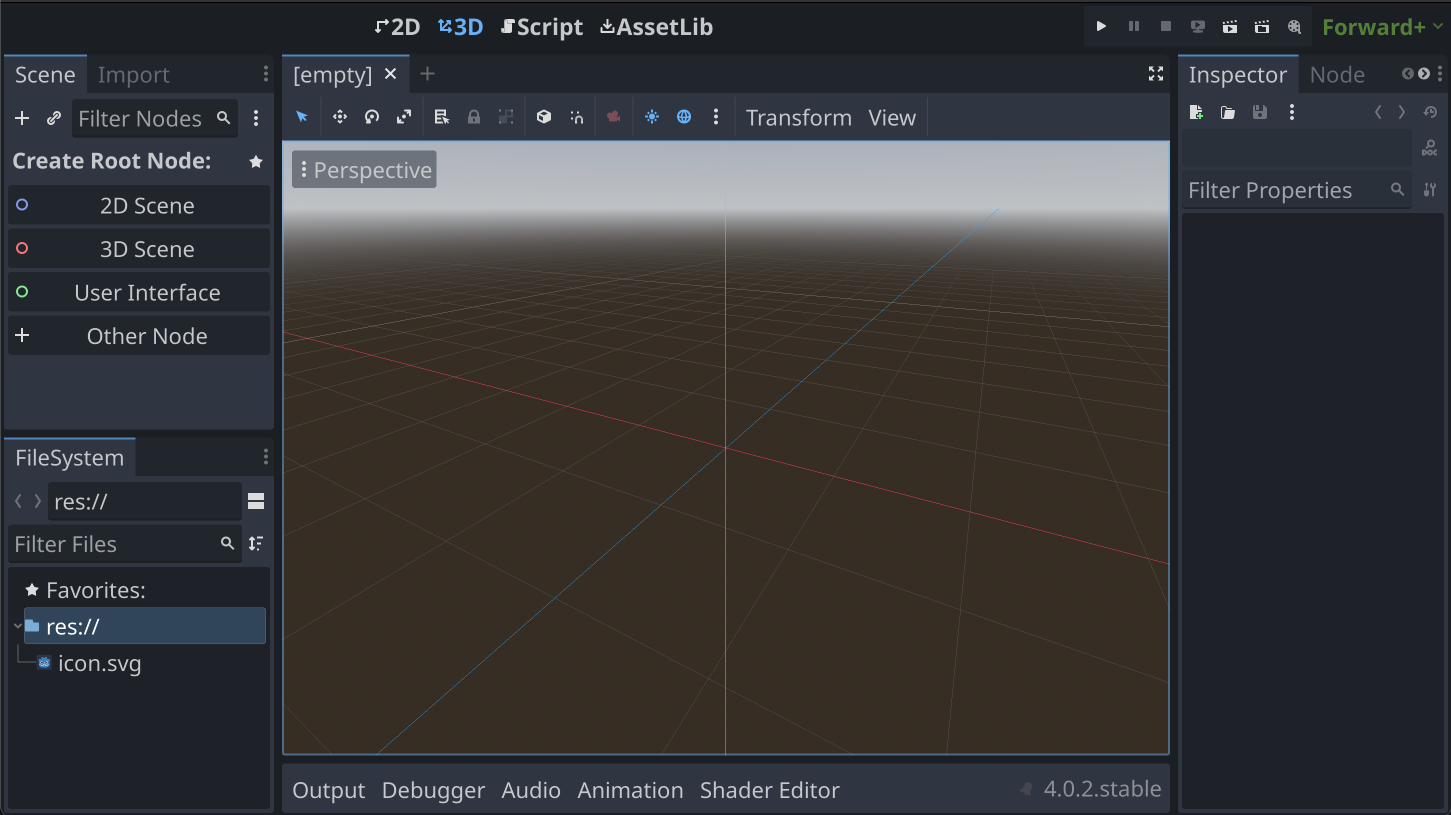 2D 3D Script AssetLib Forward+
Scene Import
Filter Nodes
Create Root Node:
2D Scene
3D Scene
User Interface
Other Node
FileSystem
res://
Filter Files
Favorites:
res://
icon.svg
[empty]
Transform View
Perspective
Output Debugger Audio Animation Shader Editor 4.0.2.stable
Inspector Node
DOC
Filter Properties